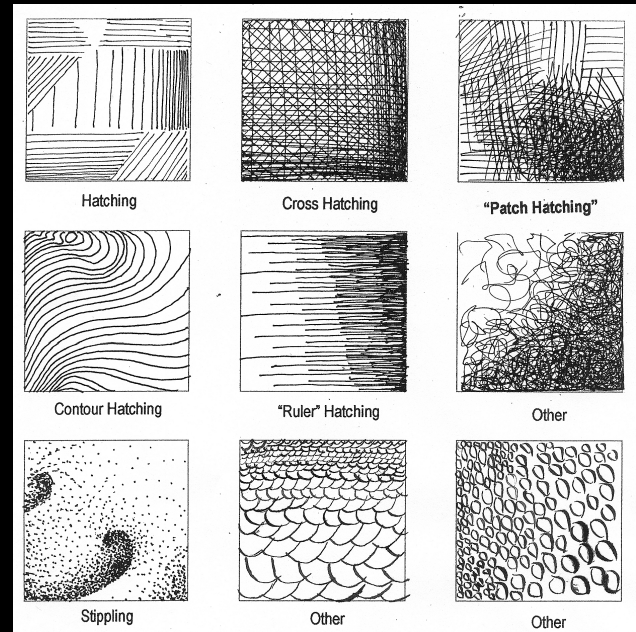 Hatching
Cross Hatching
"Patch Hatching"
Contour Hatching
"Ruler" Hatching
Other
Stippling
Other
Other